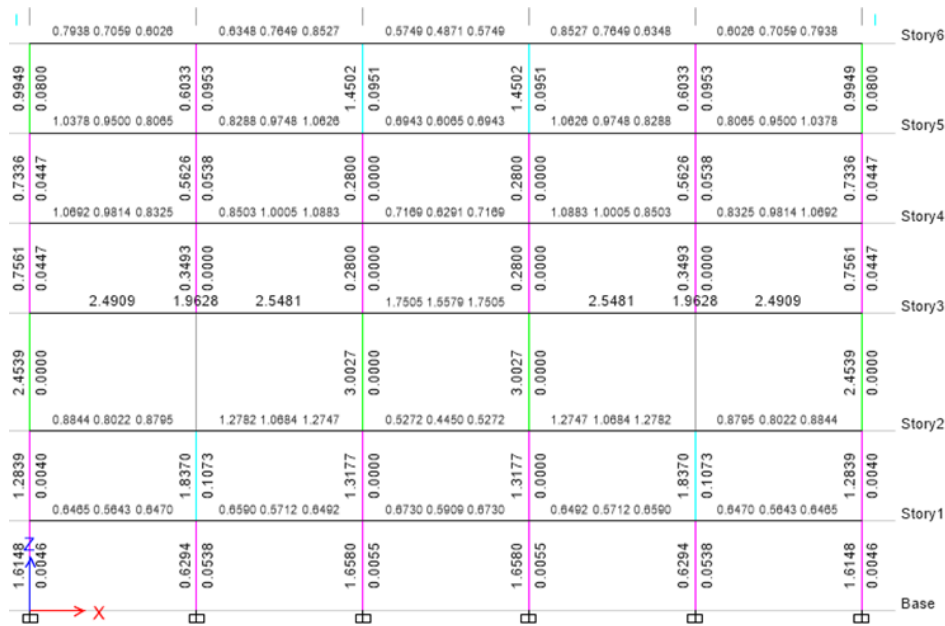 0.7938 0.7059 0.6026 0.6348 0.7649 0.8527 0.5749 0.4871 0.5749 0.8527 0.7649 0.6348 0.6026 0.7059 0.7938 Story6
0.9949 0.0800 0.6033 0.0953 1.4502 0.0951 1.4502 0.0951 0.6033 0.0953 0.9949 0.0800
1.0378 0.9500 0.8065 0.8288 0.9748 1.0626 0.6943 0.6065 0.6943 1.0626 0.9748 0.8288 0.8065 0.9500 1.0378 Story5
0.7336 0.0447 0.5626 0.0538 0.2800 0.0000 0.2800 0.0000 0.5626 0.0538 0.7336 0.0447
1.0692 0.9814 0.8325 0.8503 1.0005 1.0883 0.7169 0.6291 0.7169 1.0883 1.0005 0.8503 0.8325 0.9814 1.0692 Story4
0.7561 0.0447 0.3493 0.0000 0.2800 0.0000 0.2800 0.0000 0.3493 0.0000 0.7561 0.0447
2.4909 1.9628 2.5481 1.7505 1.5579 1.7505 2.5481 1.9628 2.4909 Story3
2.4539 0.0000 3.0027 0.0000 3.0027 0.0000 2.4539 0.0000
0.8844 0.8022 0.8795 1.2782 1.0684 1.2747 0.5272 0.4450 0.5272 1.2747 1.0684 1.2782 0.8795 0.8022 0.8844 Story2
1.2839 0.0040 1.8370 0.1073 1.3177 0.0000 1.3177 0.0000 1.8370 0.1073 1.2839 0.0040
0.6465 0.5643 0.6470 0.6590 0.5712 0.6492 0.6730 0.5909 0.6730 0.6492 0.5712 0.6590 0.6470 0.5643 0.6465 Story1
1.6148 0.0046 0.6294 0.0538 1.6580 0.0055 1.6580 0.0055 0.6294 0.0538 1.6148 0.0046
Z
X Base